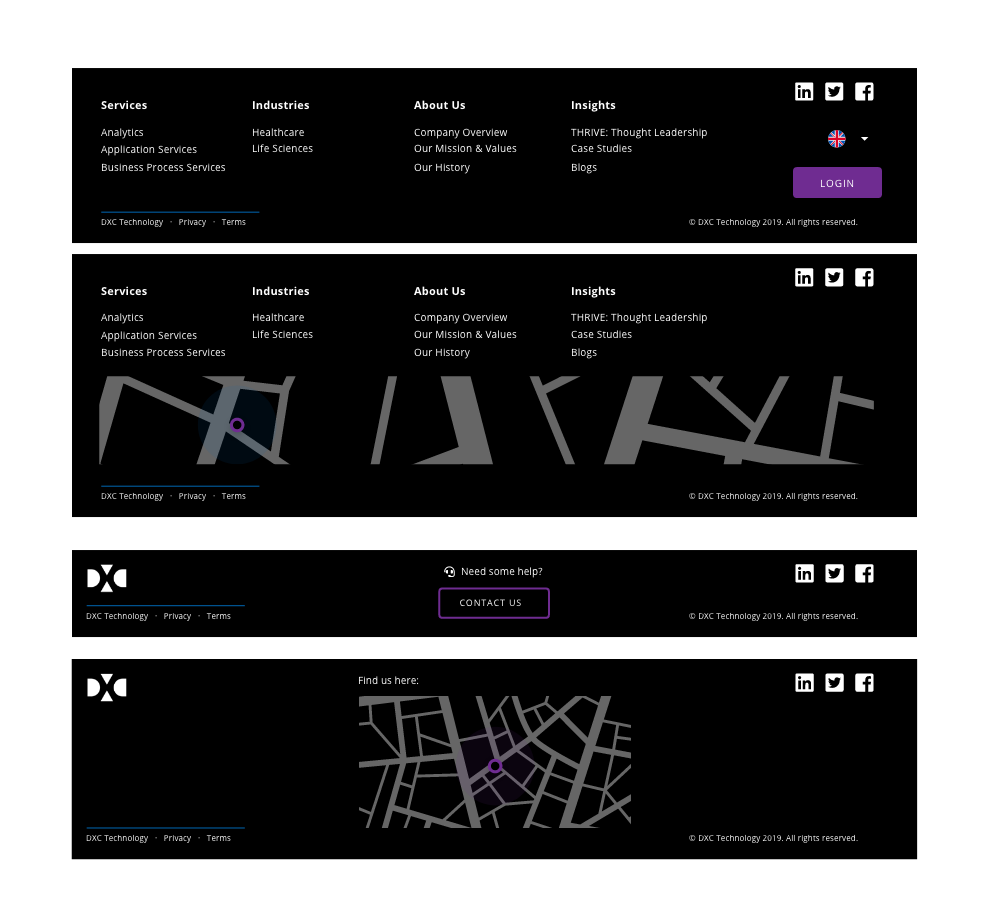 Services Industries About Us Insights
Analytics Healthcare Company Overview THRIVE: Thought Leadership
Application Services Life Sciences Our Mission & Values Case Studies
Business Process Services Our History Blogs
LOGIN
DXC Technology · Privacy · Terms © DXC Technology 2019. All rights reserved.
Services Industries About Us Insights
Analytics Healthcare Company Overview THRIVE: Thought Leadership
Application Services Life Sciences Our Mission & Values Case Studies
Business Process Services Our History Blogs
DXC Technology · Privacy · Terms © DXC Technology 2019. All rights reserved.
DXC Need some help? in f
CONTACT US
DXC Technology · Privacy · Terms © DXC Technology 2019. All rights reserved.
DXC Find us here: in f
DXC Technology · Privacy · Terms © DXC Technology 2019. All rights reserved.